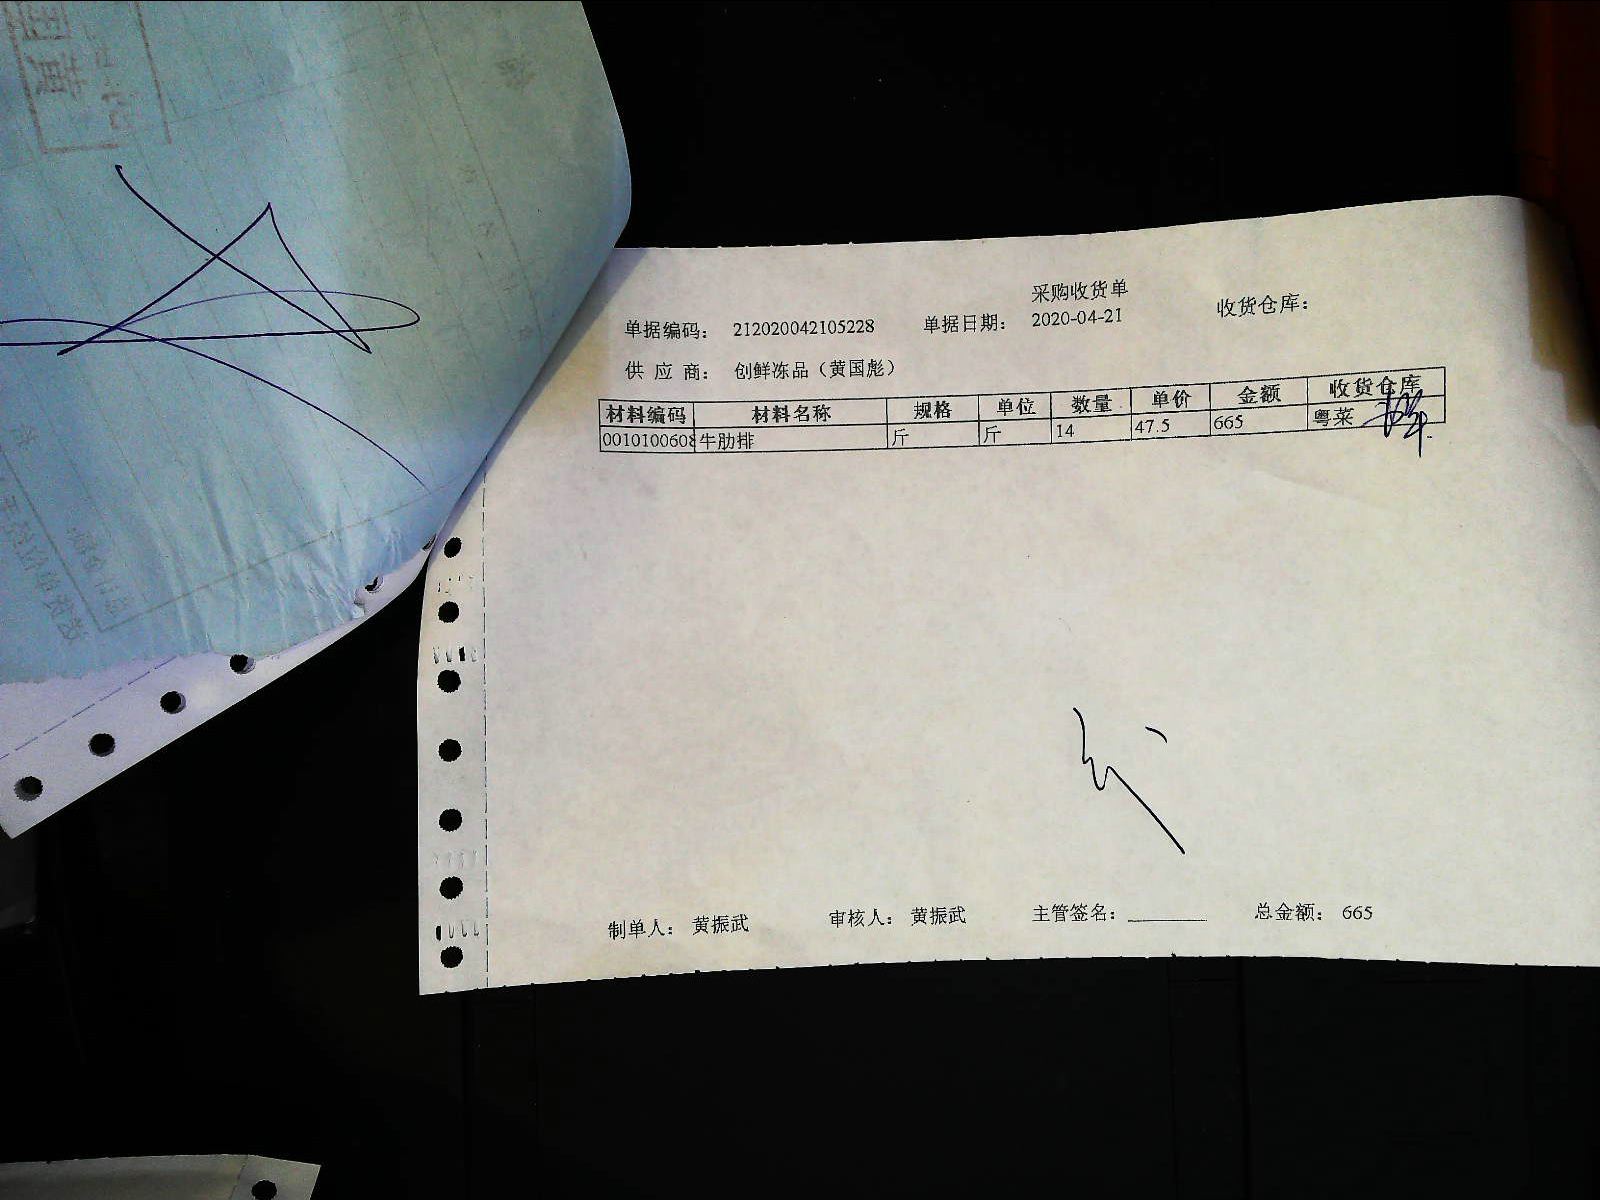 采购收货单
单据编码： 212020042105228 单据日期： 2020-04-21 收货仓库：
供 应 商： 创鲜冻品（黄国彪）
材料编码 材料名称 规格 单位 数量 单价 金额 收货仓库
0010100608 牛肋排 斤 斤 14 47.5 665 粤菜
制单人： 黄振武 审核人： 黄振武 主管签名：________ 总金额： 665